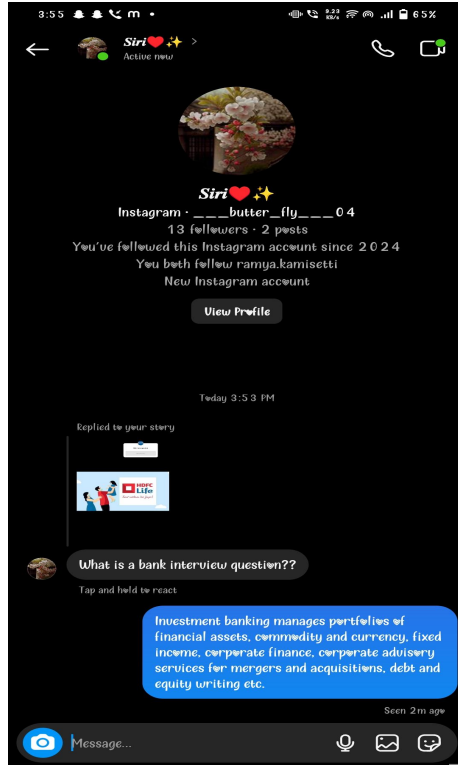 3:55
9.23
KB/s
65%
Siri❤️✨ >
Active now
Siri❤️✨
Instagram · ___butter_fly___04
13 followers · 2 posts
You've followed this Instagram account since 2024
You both follow ramya.kamisetti
New Instagram account
View Profile
Today 3:53 PM
Replied to your story
HDFC
Life
What is a bank interview question??
Tap and hold to react
Investment banking manages portfolios of
financial assets, commodity and currency, fixed
income, corporate finance, corporate advisory
services for mergers and acquisitions, debt and
equity writing etc.
Seen 2m ago
Message...